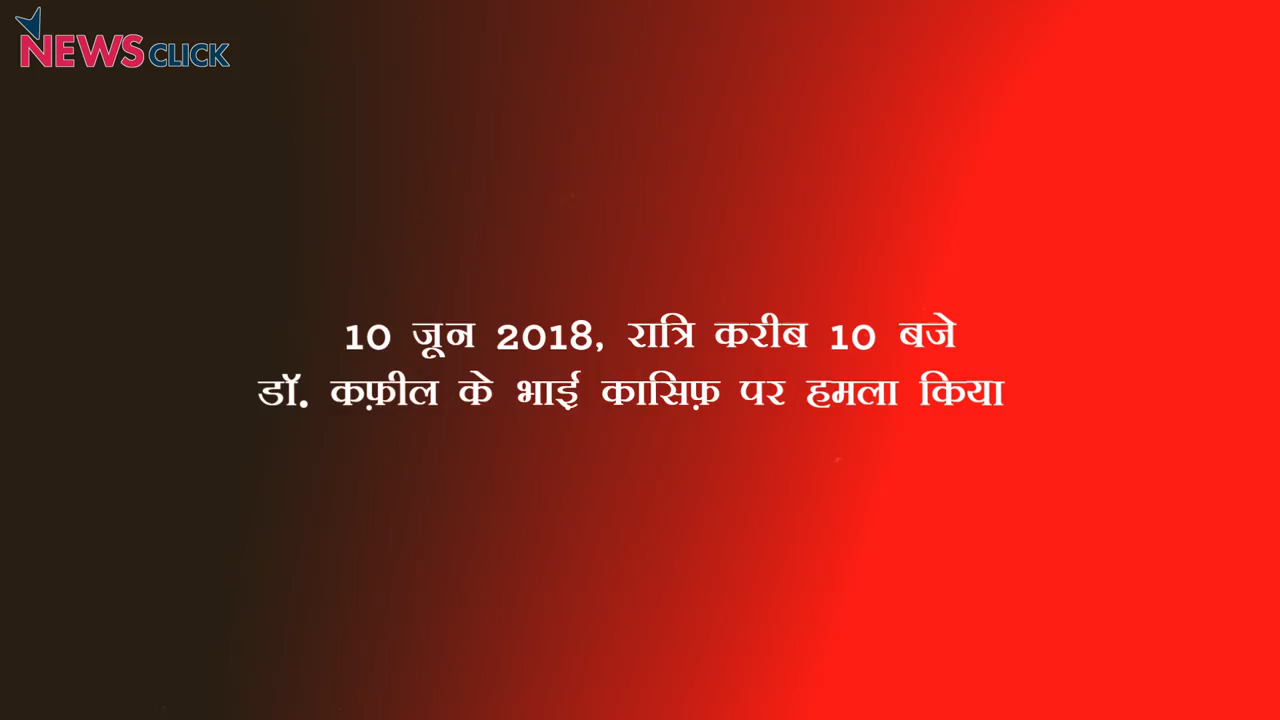 NEWSCLICK
10 जून 2018, रात्रि करीब 10 बजे
डॉ. कफ़ील के भाई कासिफ़ पर हमला किया